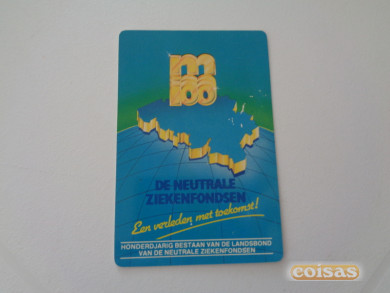 m
100
DE NEUTRALE
ZIEKENFONDSEN
Een verleden met toekomst!
HONDERDJARIG BESTAAN VAN DE LANDSBOND
VAN DE NEUTRALE ZIEKENFONDSEN
coisas